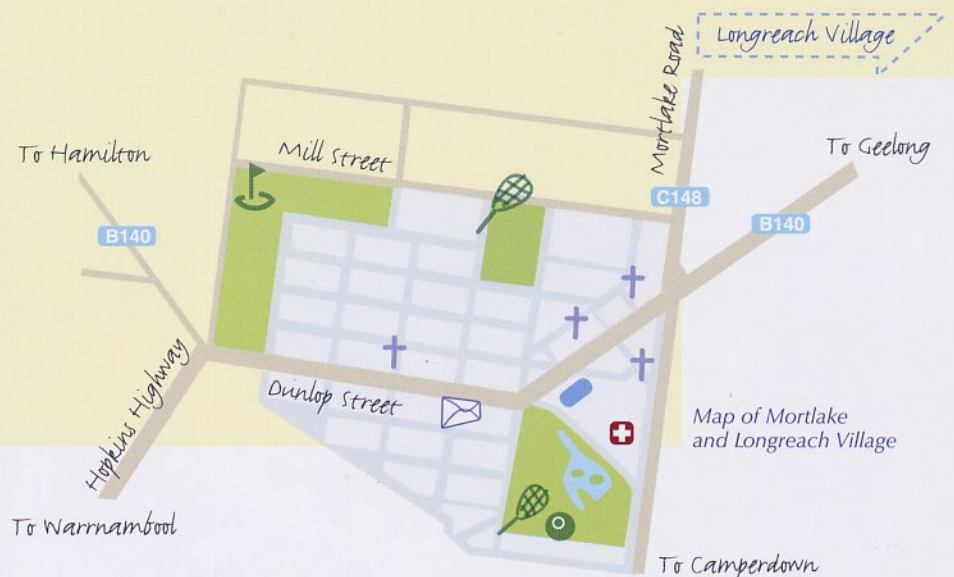 Longreach Village
Mortlake Road
To Hamilton
To Geelong
Mill Street
C148
B140
B140
Hopkins Highway
Dunlop Street
Map of Mortlake
and Longreach Village
To Warrnambool
To Camperdown